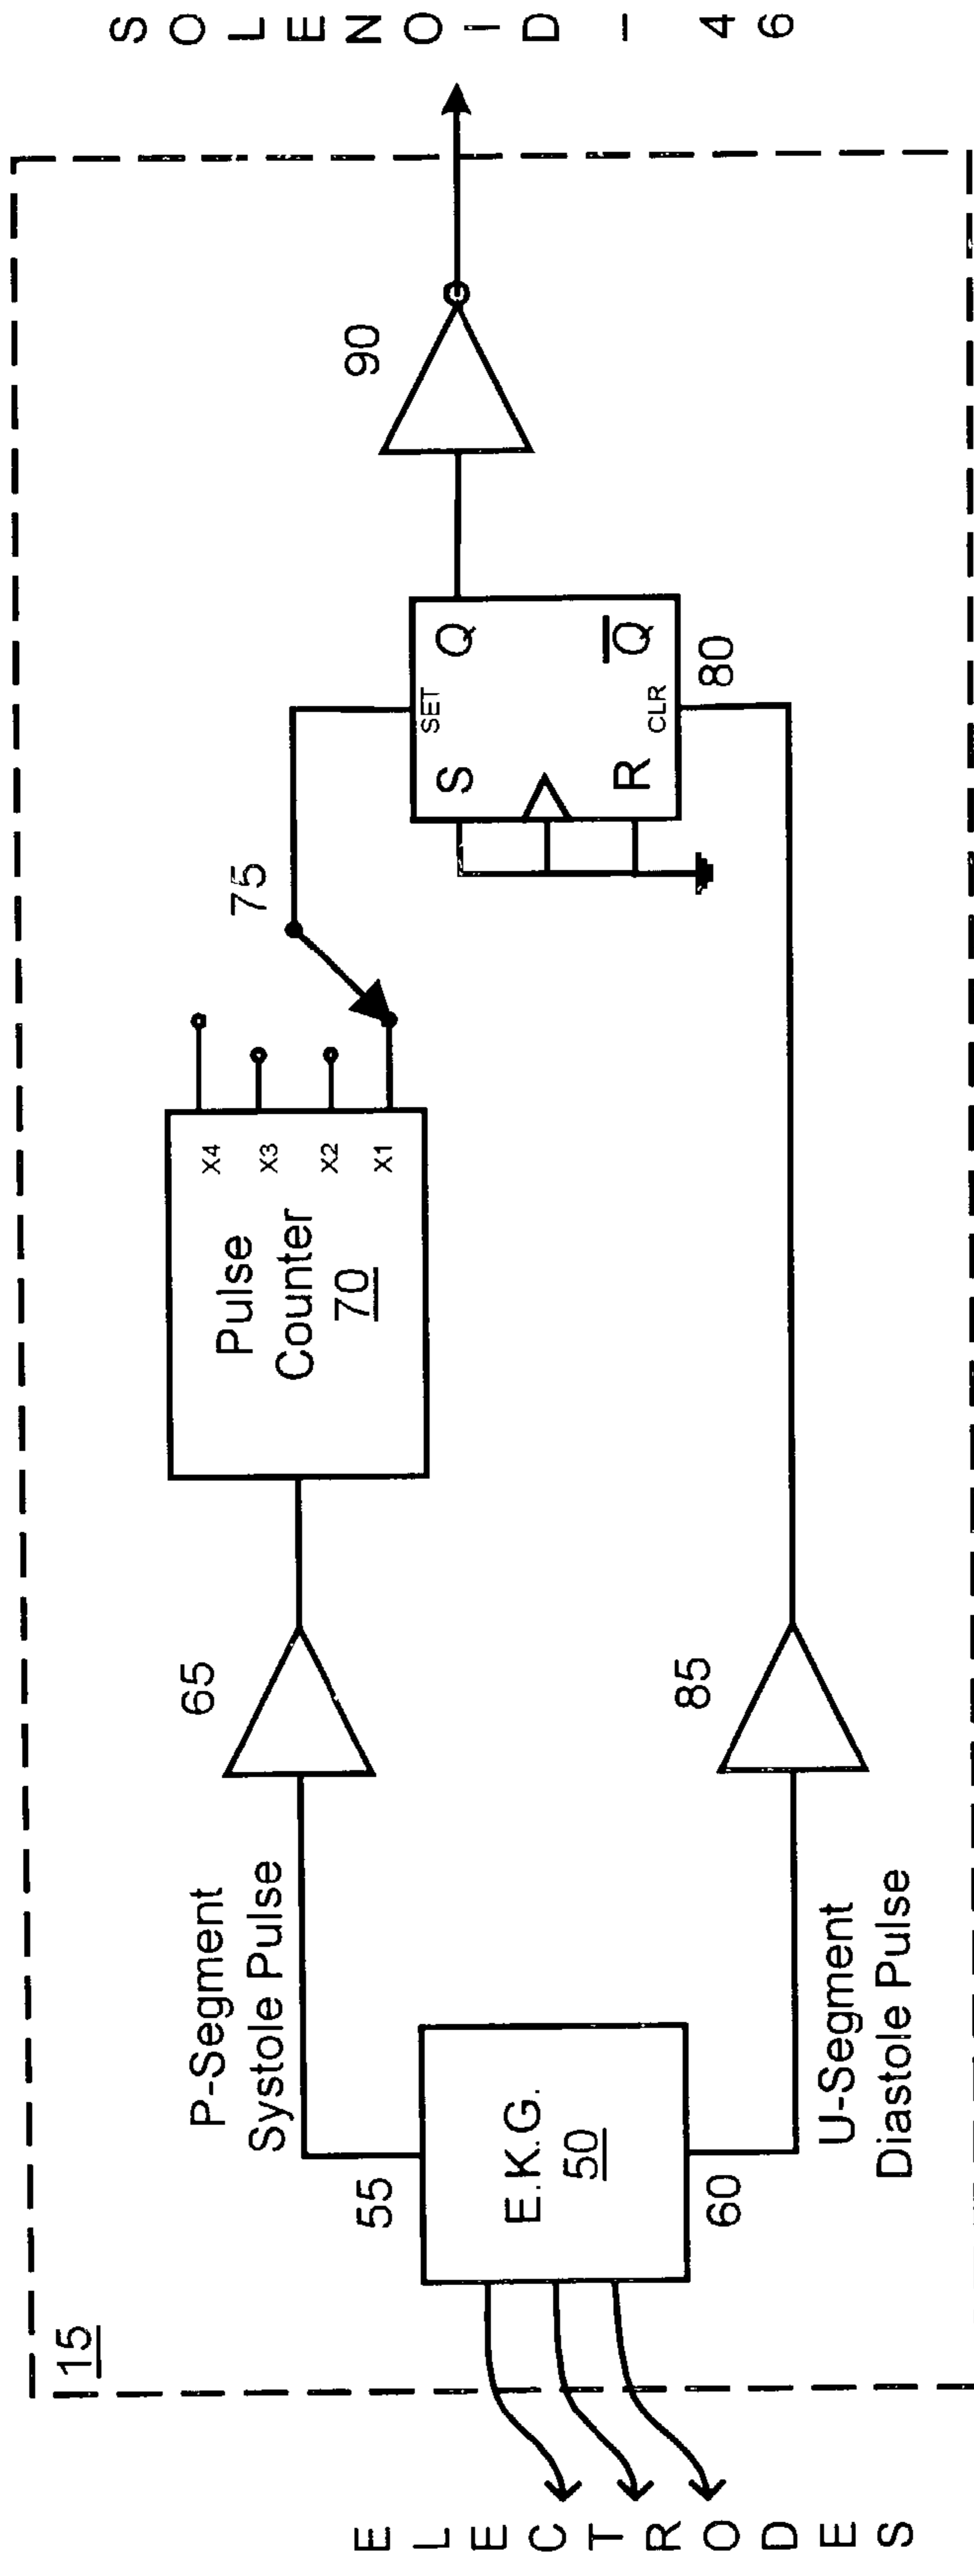 15
ELECTRODES
E.K.G.
50
55
60
P-Segment
Systole Pulse
U-Segment
Diastole Pulse
65
85
Pulse
Counter
70
X4
X3
X2
X1
75
S
SET
Q
R
CLR
Q
80
90
SOLENOID-46